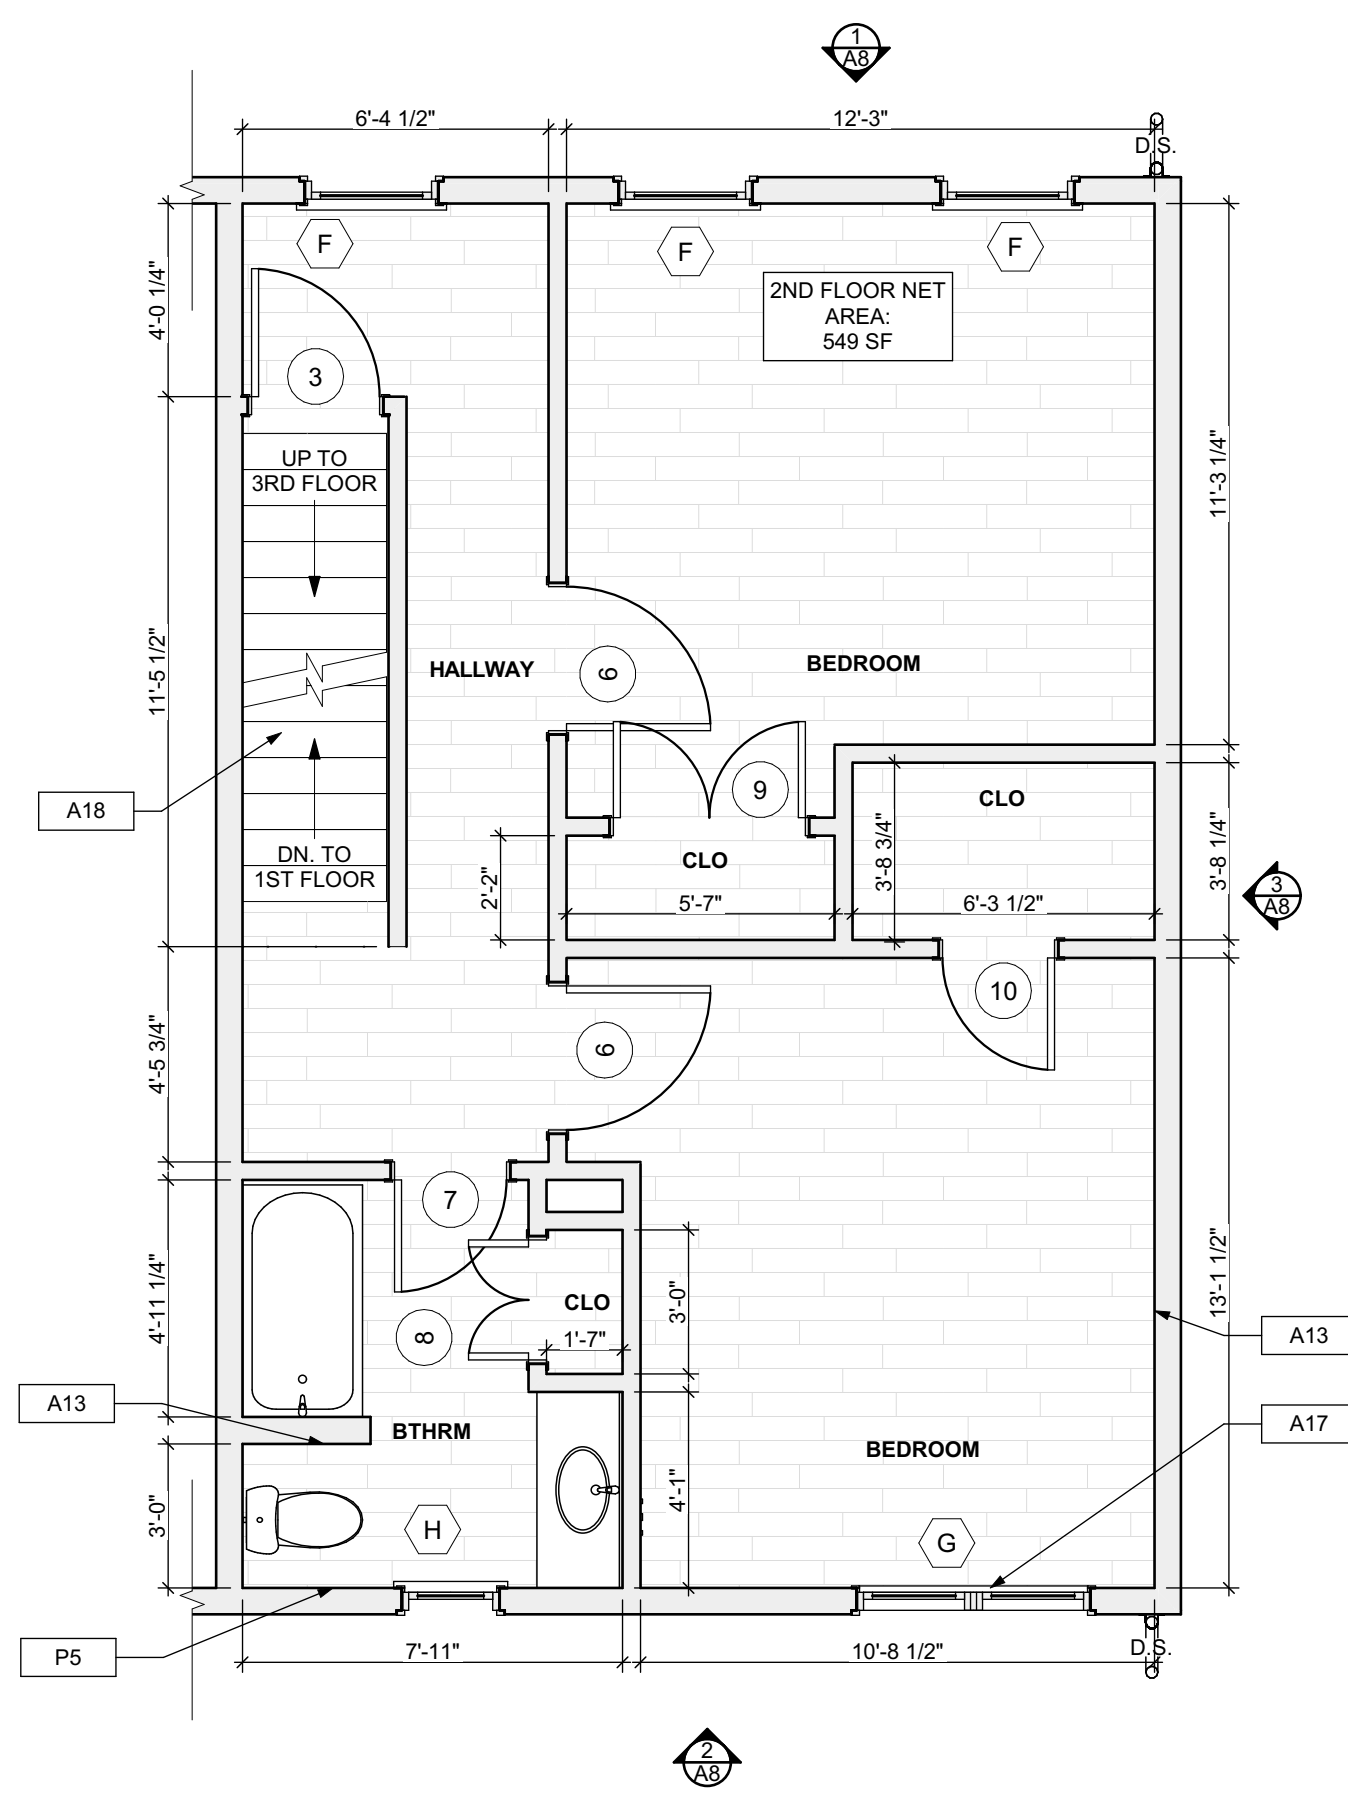 1
A8
6'-4 1/2"
12'-3"
D.S.
F
F
F
2ND FLOOR NET
AREA:
549 SF
4'-0 1/4"
3
UP TO
3RD FLOOR
11'-3 1/4"
11'-5 1/2"
HALLWAY
6
BEDROOM
A18
9
CLO
DN. TO
1ST FLOOR
CLO
2'-2"
3'-8 3/4"
3'-8 1/4"
5'-7"
6'-3 1/2"
3
A8
10
4'-5 3/4"
6
7
4'-11 1/4"
CLO
3'-0"
13'-1 1/2"
1'-7"
8
A13
A13
BTHRM
BEDROOM
A17
3'-0"
4'-1"
H
G
P5
7'-11"
10'-8 1/2"
D.S.
2
A8